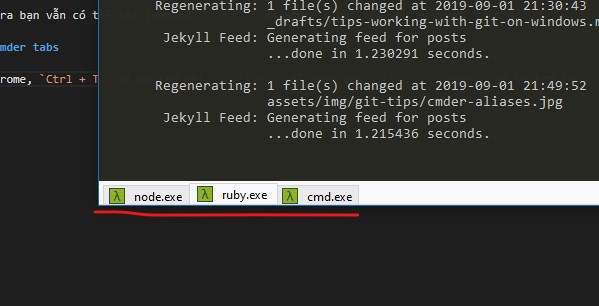 ra bạn vẫn có
mder tabs
rome, `Ctrl + T
Regenerating: 1 file(s) changed at 2019-09-01 21:30:43
_drafts/tips-working-with-git-on-windows.m
Jekyll Feed: Generating feed for posts
...done in 1.230291 seconds.
Regenerating: 1 file(s) changed at 2019-09-01 21:49:52
assets/img/git-tips/cmder-aliases.jpg
Jekyll Feed: Generating feed for posts
...done in 1.215436 seconds.
node.exe
ruby.exe
cmd.exe